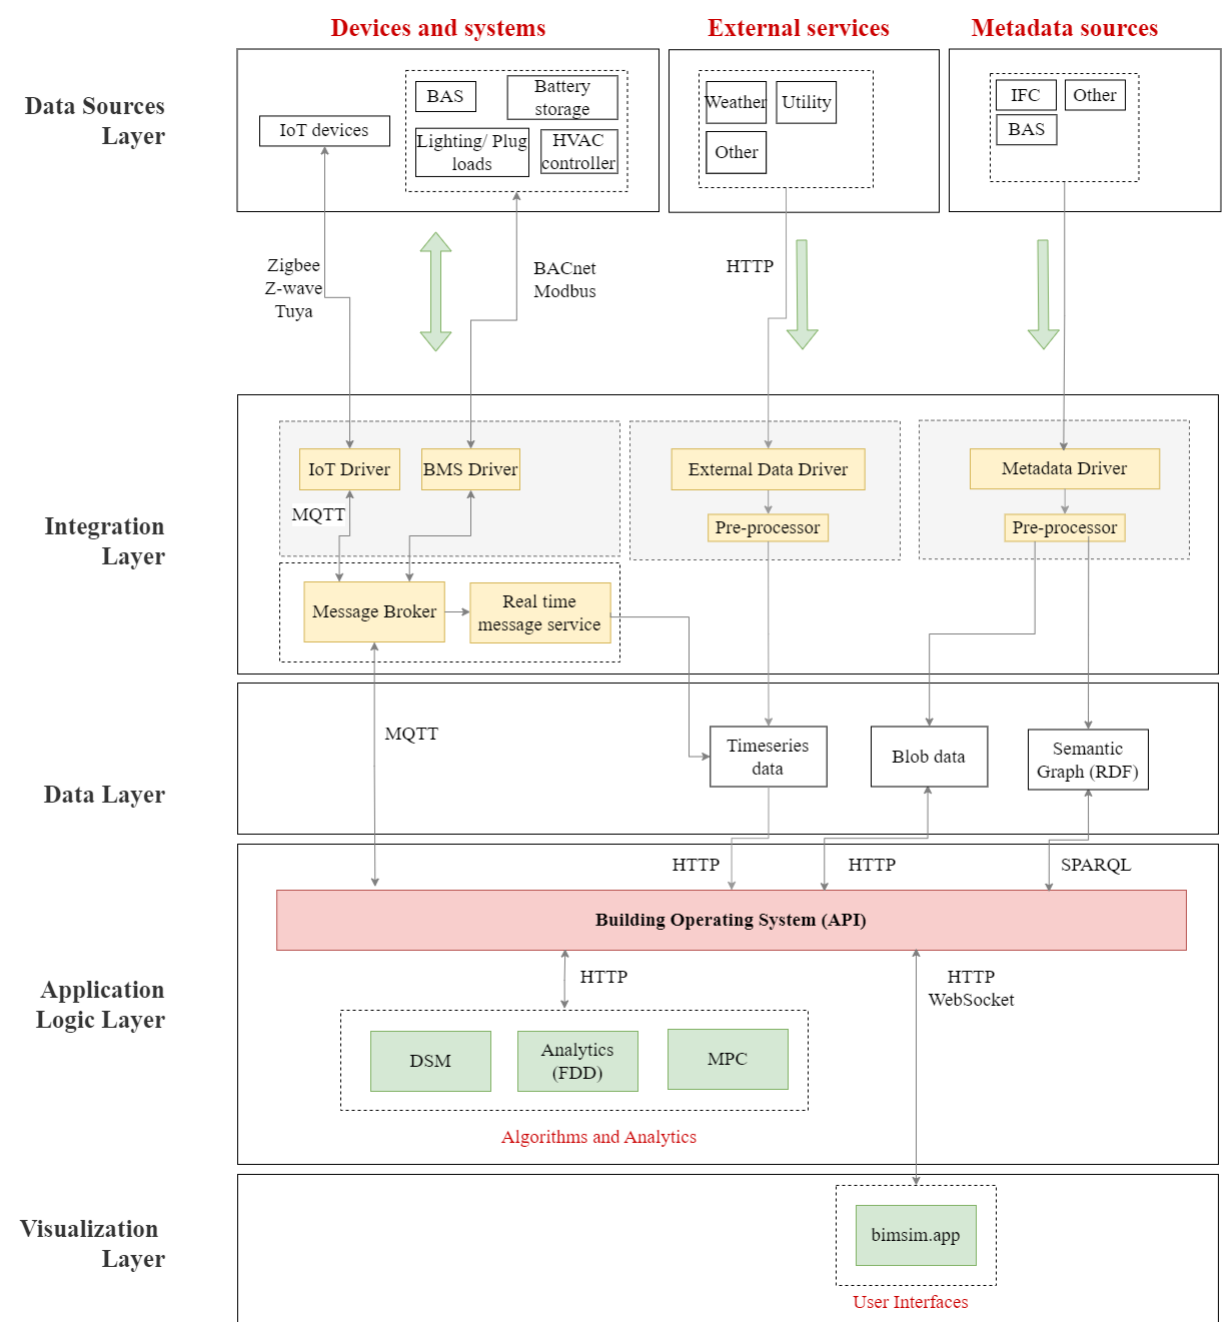 Devices and systems
External services
Metadata sources
Data Sources
Layer
IoT devices
BAS
Battery
storage
Lighting/ Plug
loads
HVAC
controller
Weather
Utility
Other
IFC
Other
BAS
Zigbee
Z-wave
Tuya
BACnet
Modbus
HTTP
Integration
Layer
IoT Driver
BMS Driver
External Data Driver
Metadata Driver
MQTT
Pre-processor
Pre-processor
Message Broker
Real time
message service
Data Layer
MQTT
Timeseries
data
Blob data
Semantic
Graph (RDF)
Application
Logic Layer
HTTP
HTTP
SPARQL
Building Operating System (API)
HTTP
HTTP
WebSocket
DSM
Analytics
(FDD)
MPC
Algorithms and Analytics
Visualization
Layer
bimsim.app
User Interfaces